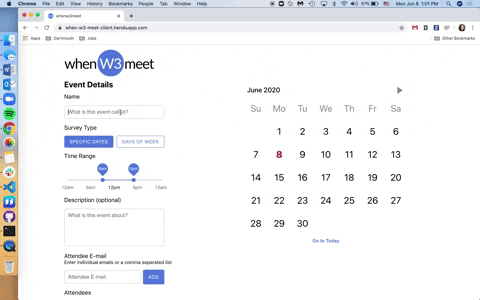 Chrome File Edit View History Bookmarks People Tab Window Help
67% Mon Jun 8 1:01 PM
whenw3meet
when-w3-meet-client.herokuapp.com
Apps Dartmouth Jobs Other Bookmarks
when W3 meet
Event Details
Name
What is this event called?
Survey Type
SPECIFIC DATES DAYS OF WEEK
Time Range
9am 5pm
12am 6am 12pm 6pm 12am
Description (optional)
What is this event about?
Attendee E-mail
Enter individual emails or a comma separated list
Attendee E-mail ADD
Attendees
June 2020
Su Mo Tu We Th Fr Sa
1 2 3 4 5 6
7 8 9 10 11 12 13
14 15 16 17 18 19 20
21 22 23 24 25 26 27
28 29 30
Go to Today